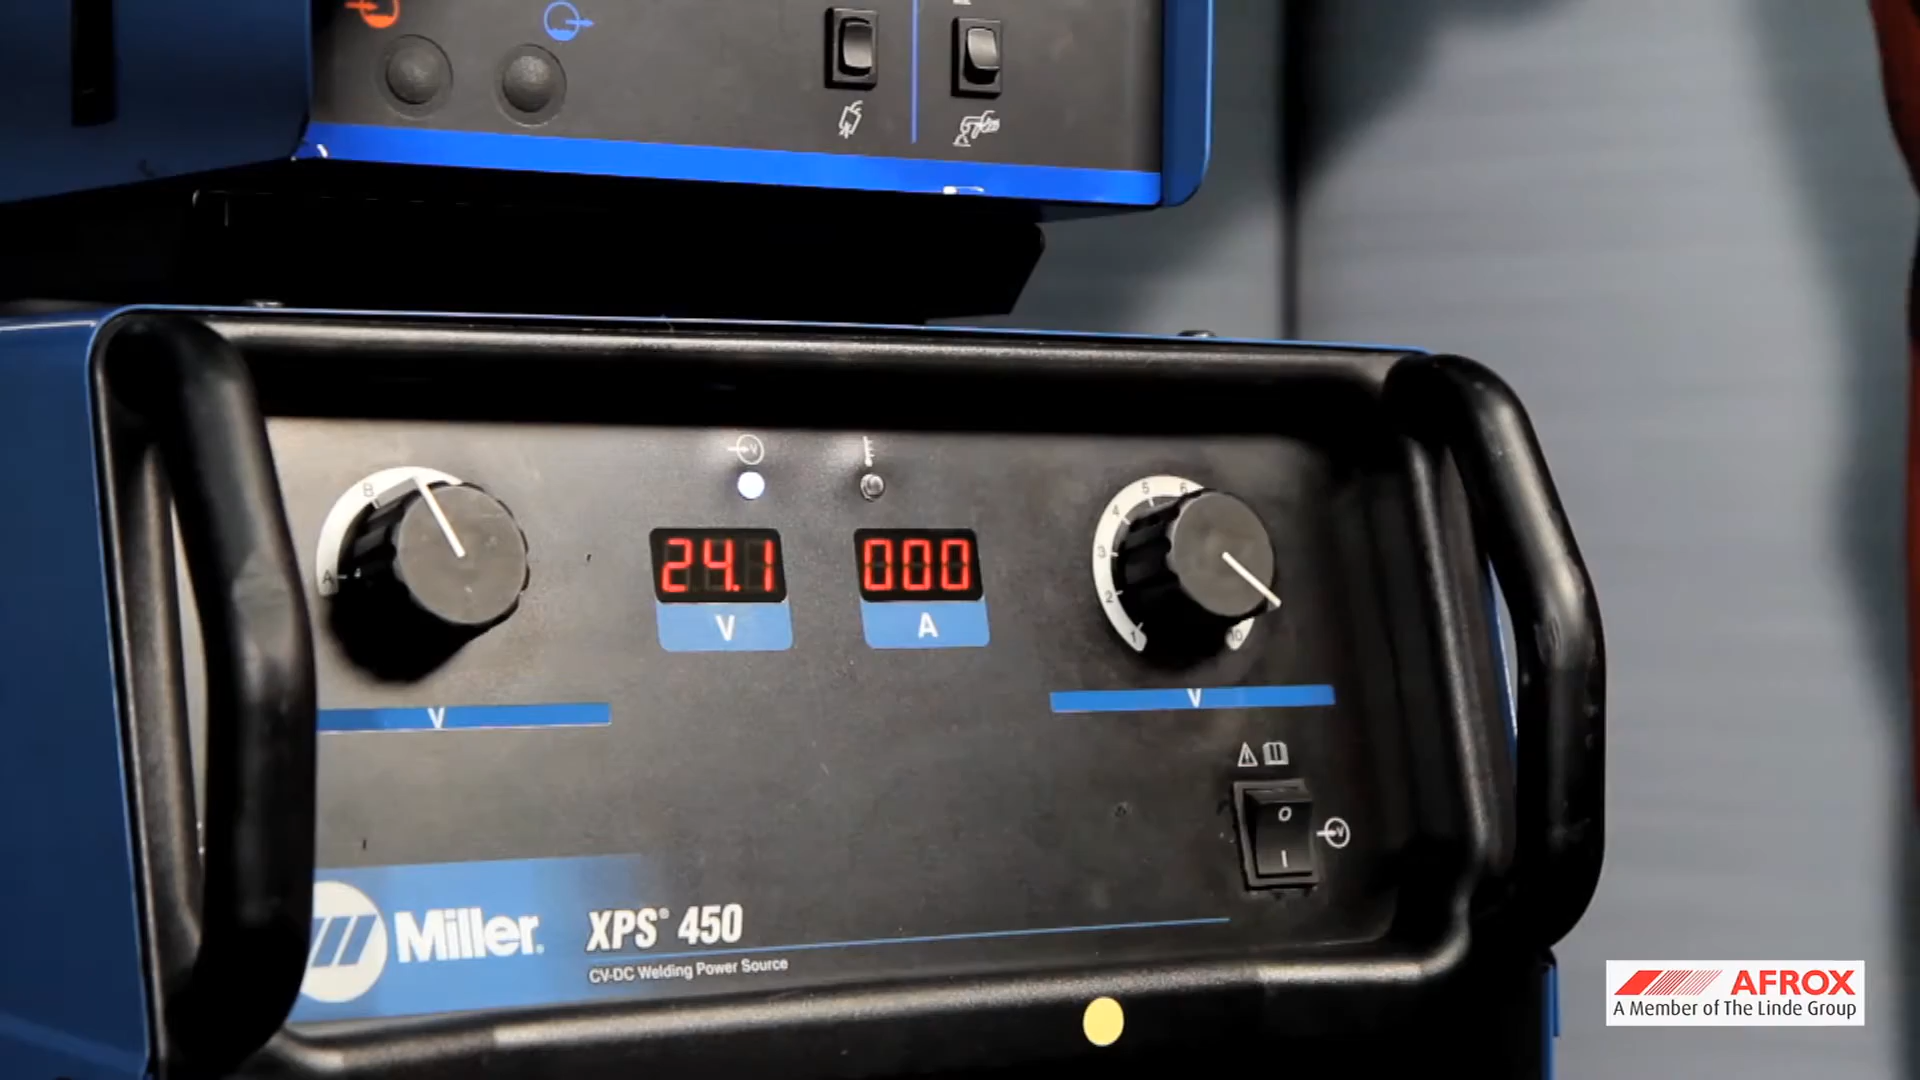 B
A
4
24.1
000
V
A
5
6
4
3
2
1
10
V
V
O
I
V
Miller®
XPS® 450
CV-DC Welding Power Source
AFROX
A Member of The Linde Group